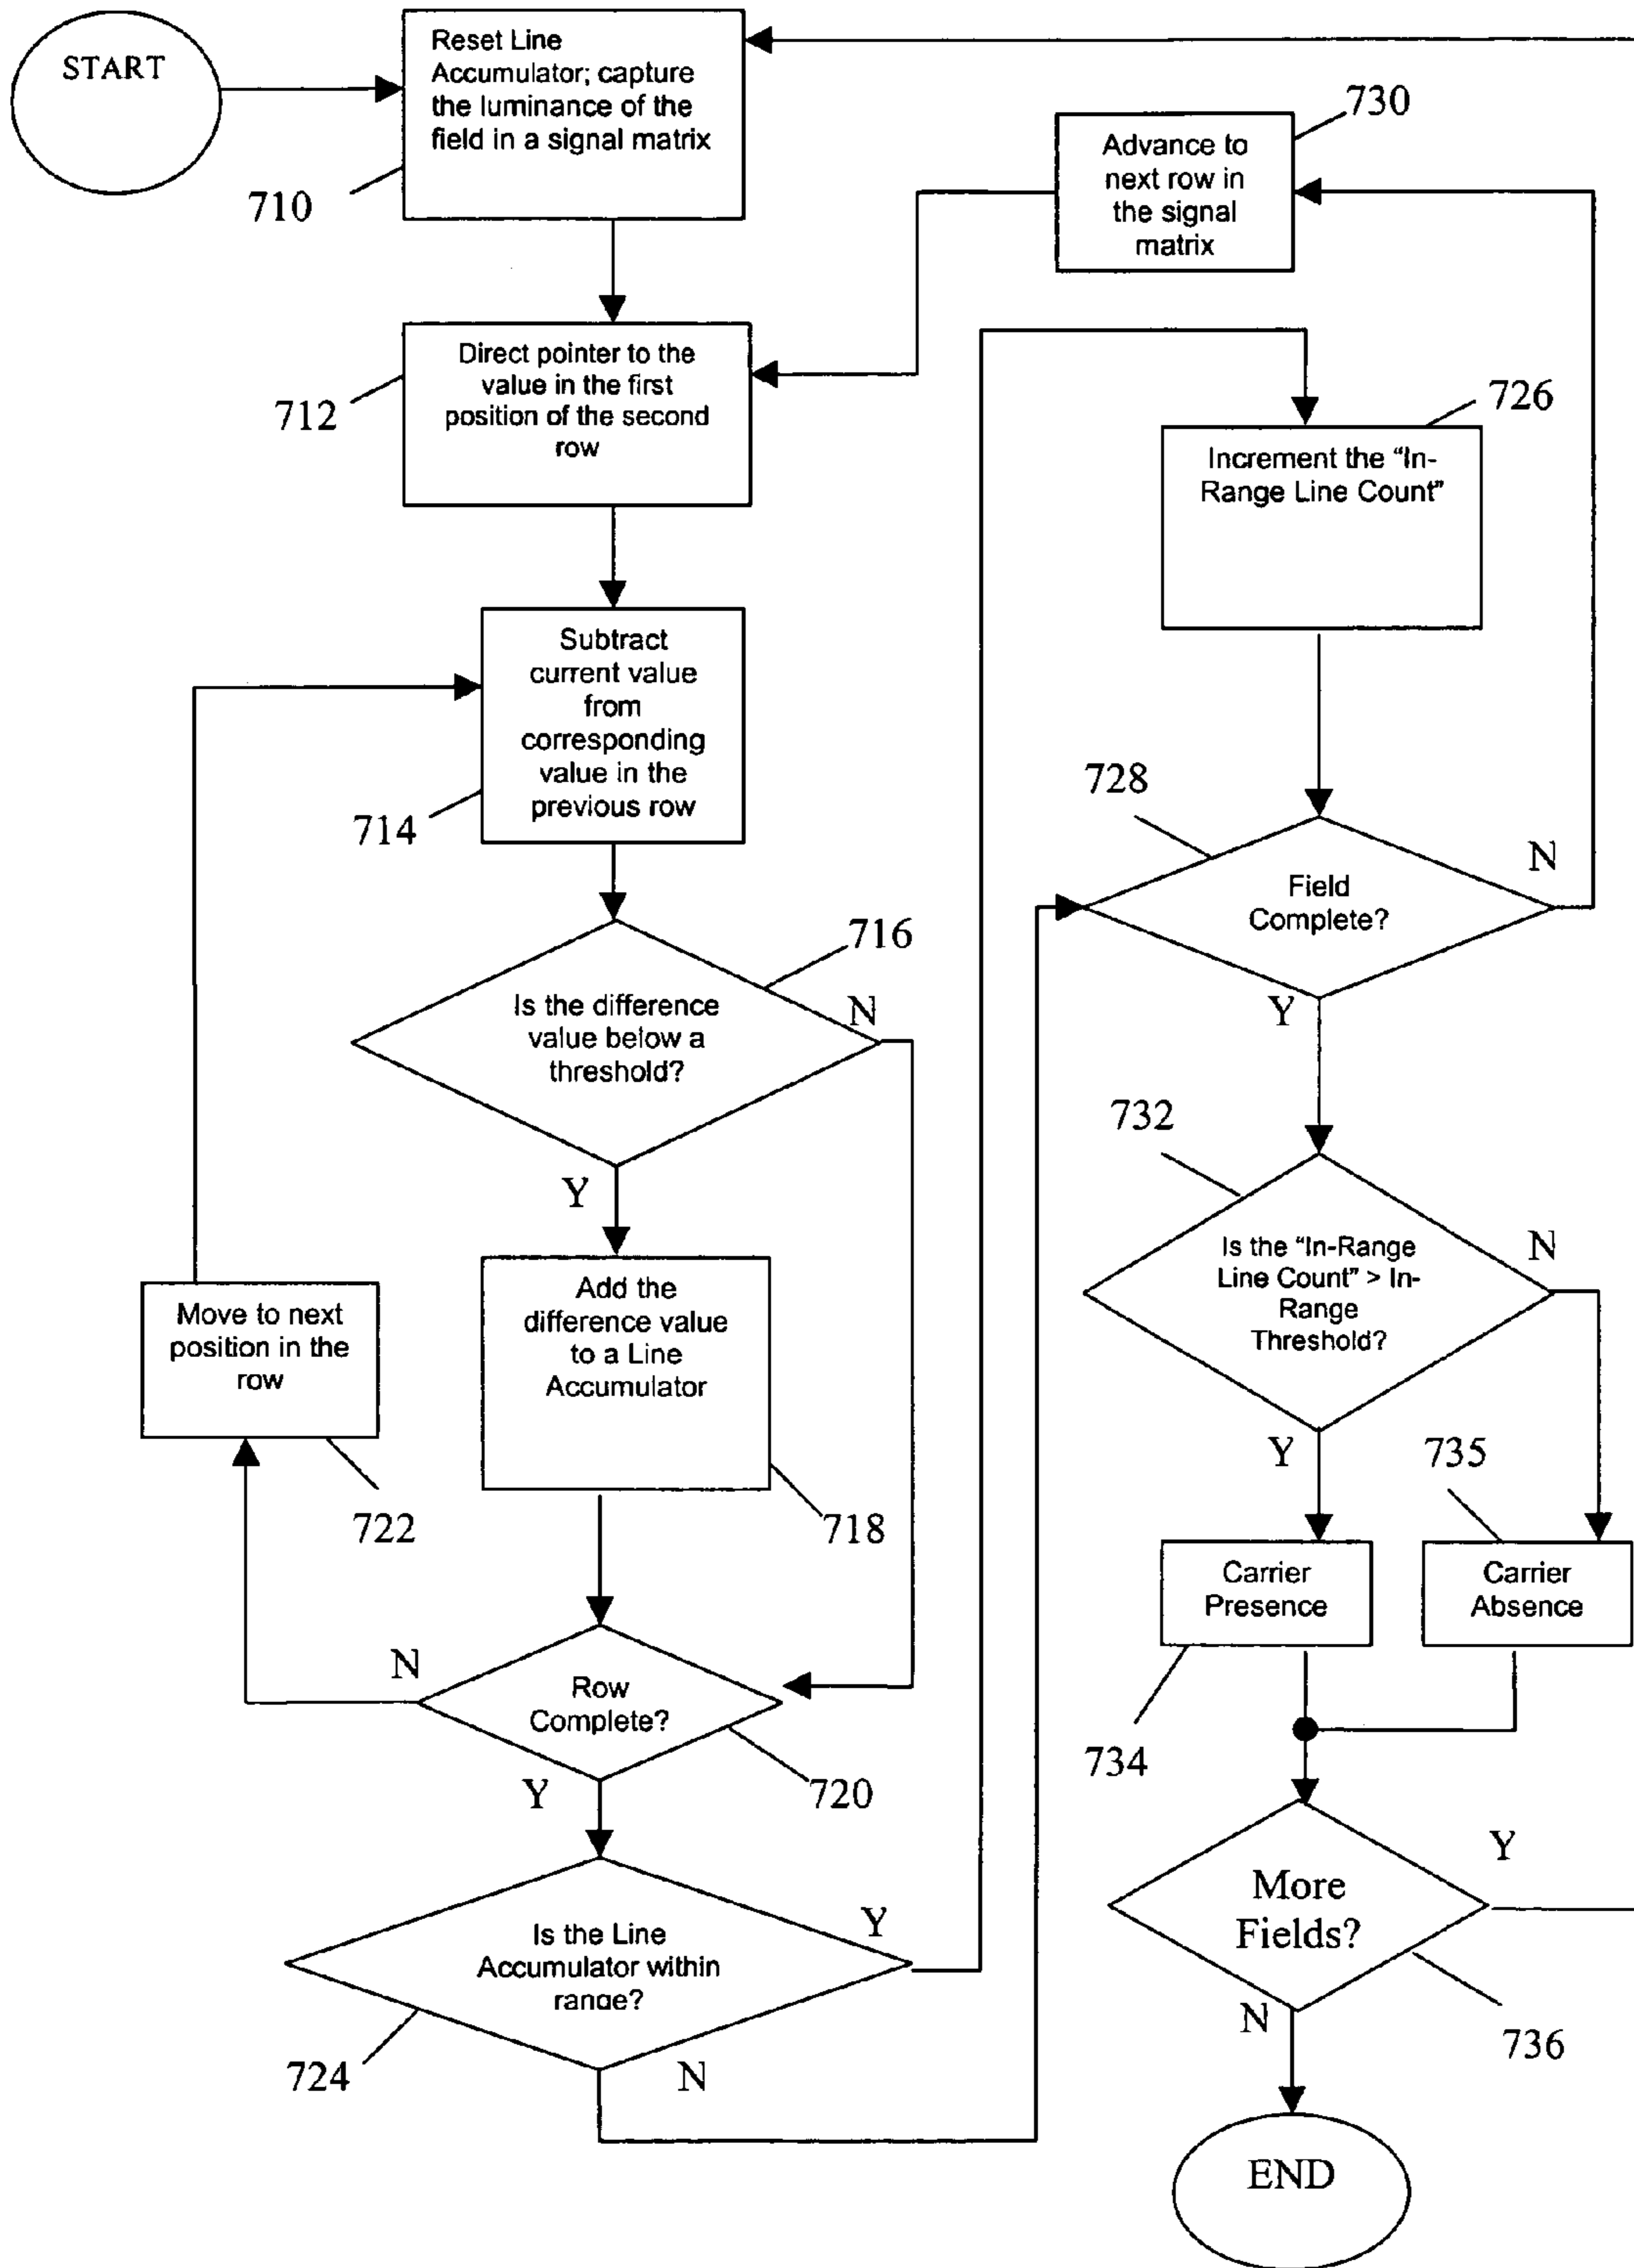 START
Reset Line
Accumulator; capture
the luminance of the
field in a signal matrix
710
730
Advance to
next row in
the signal
matrix
Direct pointer to the
value in the first
position of the second
row
712
726
Increment the “In-
Range Line Count”
Subtract
current value
from
corresponding
value in the
previous row
714
728
Field
Complete?
N
Y
716
Is the difference
value below a
threshold?
N
Y
732
Is the “In-Range
Line Count” > In-
Range
Threshold?
N
Y
Add the
difference value
to a Line
Accumulator
718
Move to next
position in the
row
722
735
Carrier
Presence
734
Carrier
Absence
Row
Complete?
N
Y
720
More
Fields?
Y
N
736
Is the Line
Accumulator within
range?
Y
N
724
END